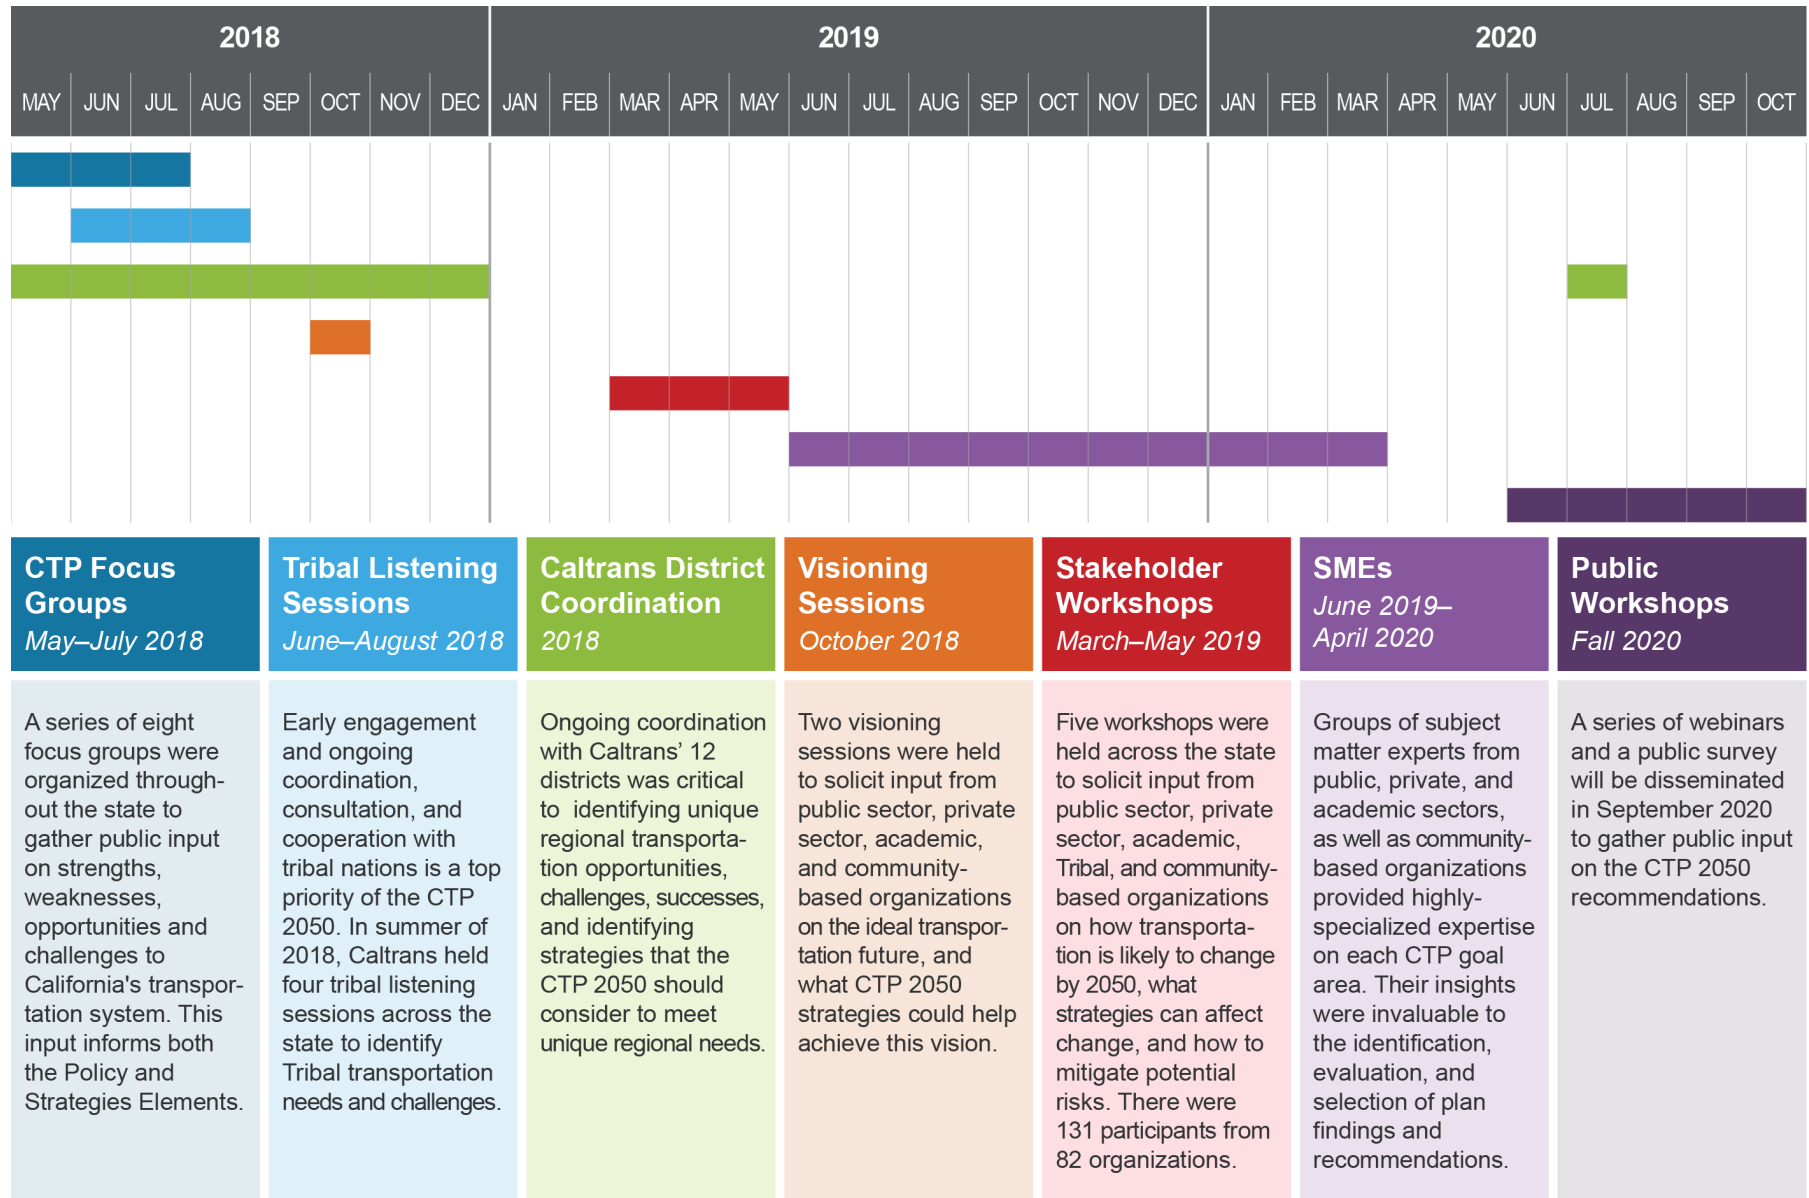 2018 2019 2020
MAY JUN JUL AUG SEP OCT NOV DEC JAN FEB MAR APR MAY JUN JUL AUG SEP OCT NOV DEC JAN FEB MAR APR MAY JUN JUL AUG SEP OCT
CTP Focus
Groups
May–July 2018
A series of eight
focus groups were
organized through-
out the state to
gather public input
on strengths,
weaknesses,
opportunities and
challenges to
California's transpor-
tation system. This
input informs both
the Policy and
Strategies Elements.
Tribal Listening
Sessions
June–August 2018
Early engagement
and ongoing
coordination,
consultation, and
cooperation with
tribal nations is a top
priority of the CTP
2050. In summer of
2018, Caltrans held
four tribal listening
sessions across the
state to identify
Tribal transportation
needs and challenges.
Caltrans District
Coordination
2018
Ongoing coordination
with Caltrans’ 12
districts was critical
to identifying unique
regional transporta-
tion opportunities,
challenges, successes,
and identifying
strategies that the
CTP 2050 should
consider to meet
unique regional needs.
Visioning
Sessions
October 2018
Two visioning
sessions were held
to solicit input from
public sector, private
sector, academic,
and community-
based organizations
on the ideal transpor-
tation future, and
what CTP 2050
strategies could help
achieve this vision.
Stakeholder
Workshops
March–May 2019
Five workshops were
held across the state
to solicit input from
public sector, private
sector, academic,
Tribal, and community-
based organizations
on how transporta-
tion is likely to change
by 2050, what
strategies can affect
change, and how to
mitigate potential
risks. There were
131 participants from
82 organizations.
SMEs
June 2019–
April 2020
Groups of subject
matter experts from
public, private, and
academic sectors,
as well as community-
based organizations
provided highly-
specialized expertise
on each CTP goal
area. Their insights
were invaluable to
the identification,
evaluation, and
selection of plan
findings and
recommendations.
Public
Workshops
Fall 2020
A series of webinars
and a public survey
will be disseminated
in September 2020
to gather public input
on the CTP 2050
recommendations.